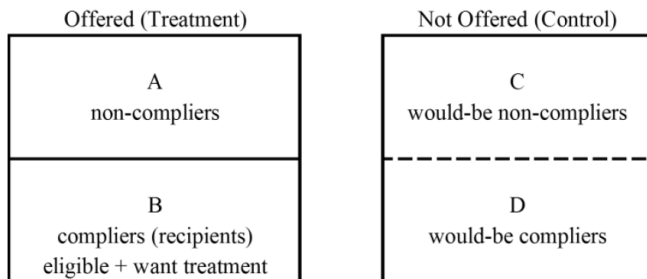 Offered (Treatment)
A
non-compliers
B
compliers (recipients)
eligible + want treatment
Not Offered (Control)
C
would-be non-compliers
D
would-be compliers